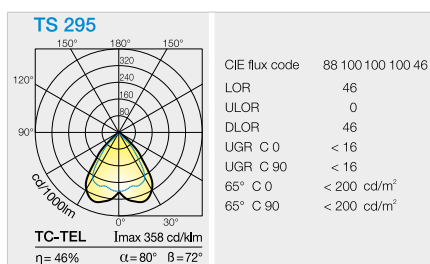 TS 295
150° 180° 150°
320
240
160
80
120°
90°
cd/1000lm
0° 30°
TC-TEL Imax 358 cd/klm
η= 46% α= 80° ß= 72°
CIE flux code 88 100 100 100 46
LOR 46
ULOR 0
DLOR 46
UGR C 0 < 16
UGR C 90 < 16
65° C 0 < 200 cd/m²
65° C 90 < 200 cd/m²